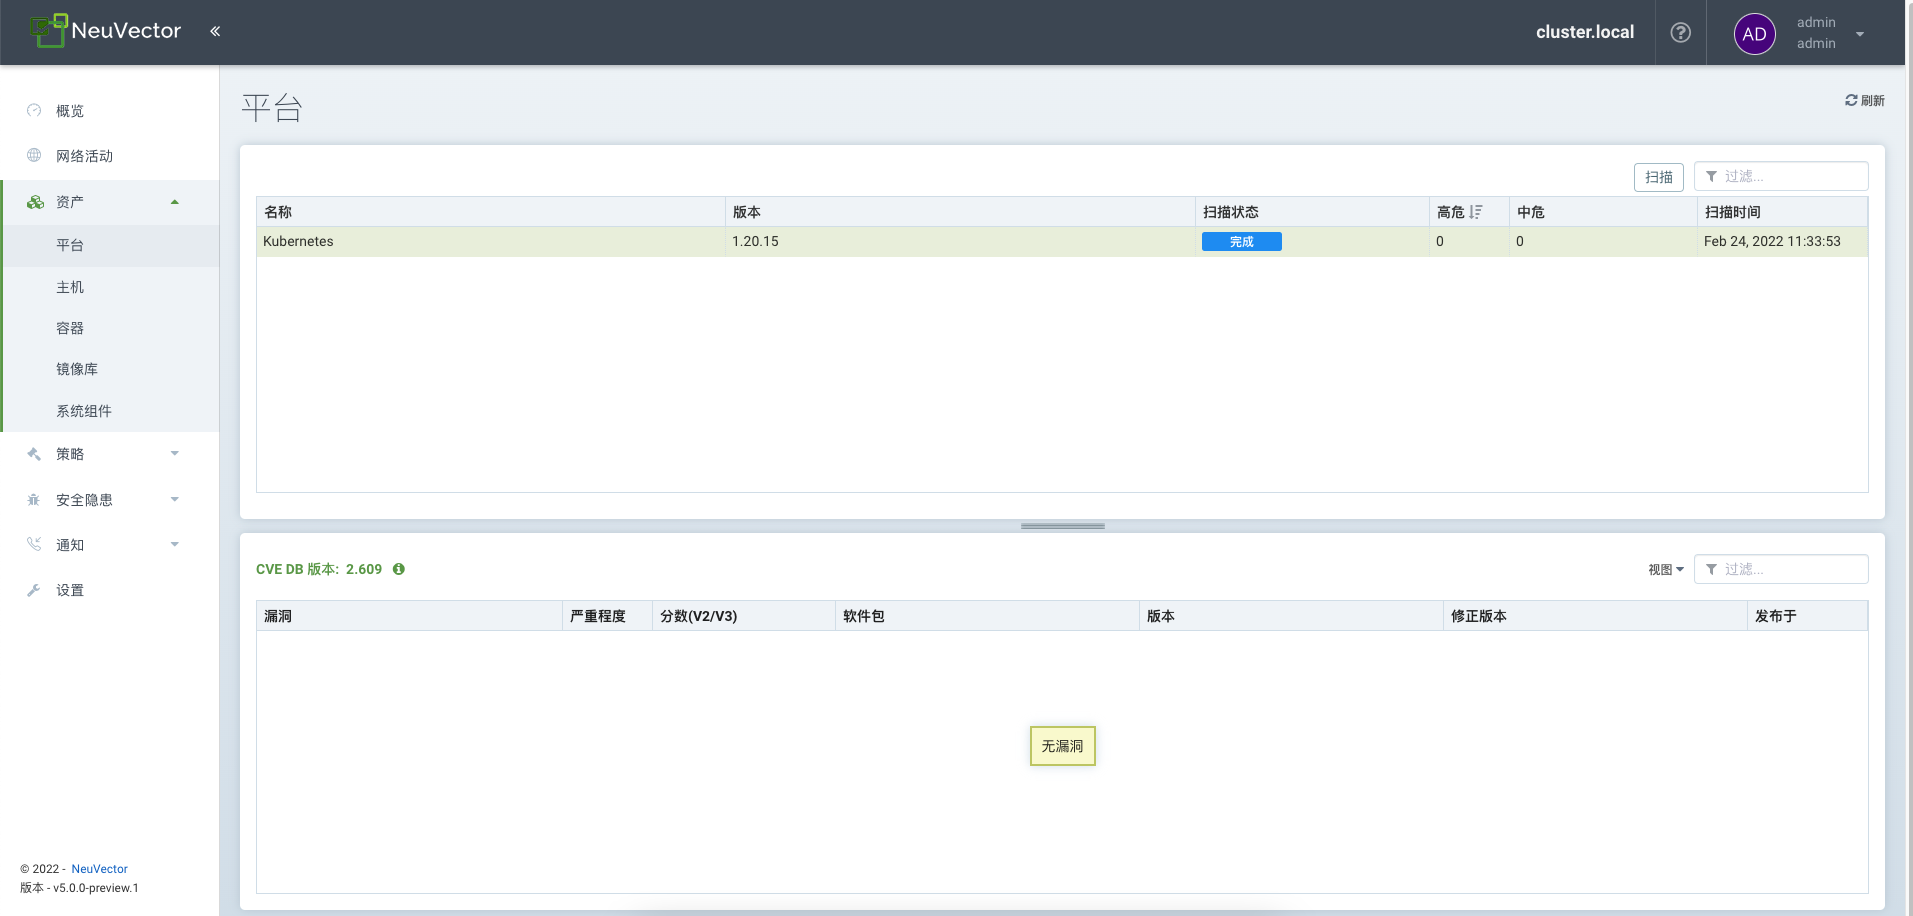 NeuVector «
cluster.local
AD
admin
admin
概览
网络活动
资产
平台
主机
容器
镜像库
系统组件
策略
安全隐患
通知
设置
© 2022 - NeuVector
版本 - v5.0.0-preview.1
平台
刷新
扫描 过滤...
名称 版本 扫描状态 高危 中危 扫描时间
Kubernetes 1.20.15 完成 0 0 Feb 24, 2022 11:33:53
CVE DB 版本: 2.609
视图 过滤...
漏洞 严重程度 分数(V2/V3) 软件包 版本 修正版本 发布于
无漏洞